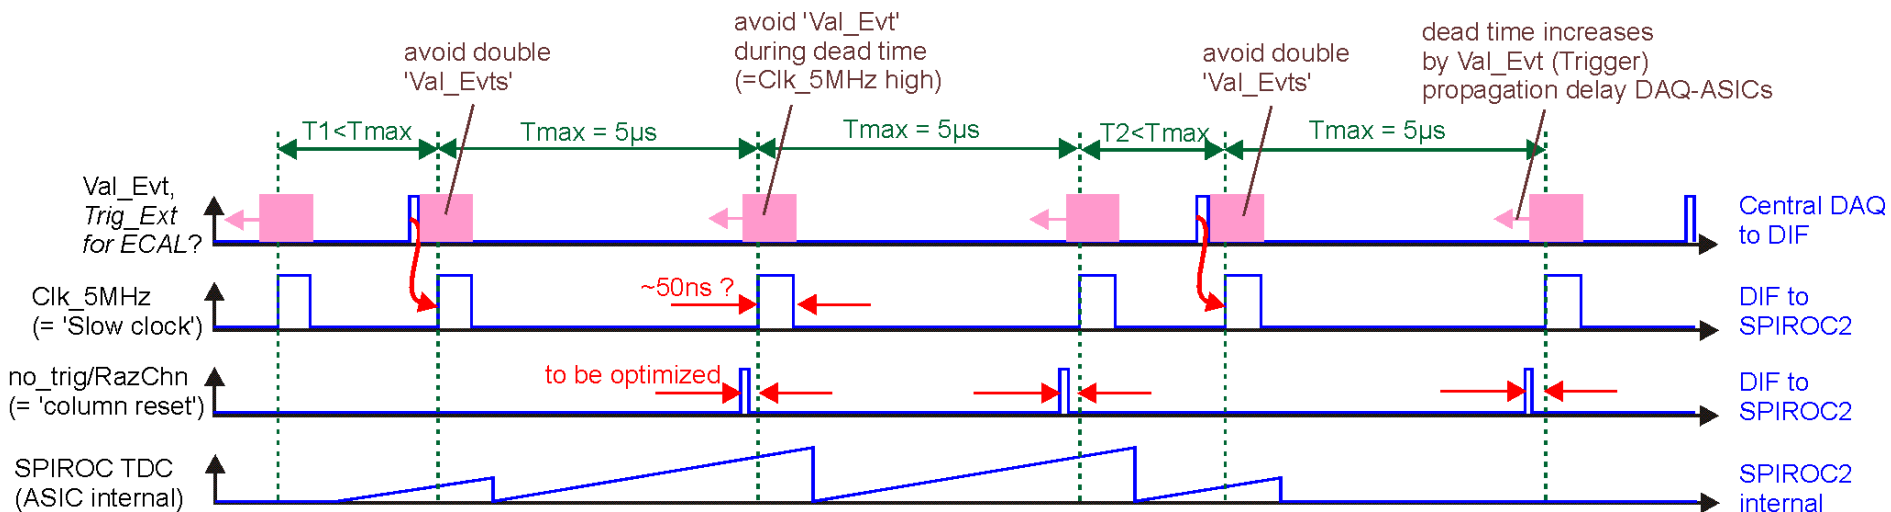 avoid double
'Val_Evts'
avoid 'Val_Evt'
during dead time
(=Clk_5MHz high)
avoid double
'Val_Evts'
dead time increases
by Val_Evt (Trigger)
propagation delay DAQ-ASICs
T1<Tmax
Tmax = 5µs
Tmax = 5µs
T2<Tmax
Tmax = 5µs
Val_Evt,
Trig_Ext
for ECAL?
Central DAQ
to DIF
Clk_5MHz
(= 'Slow clock')
~50ns ?
DIF to
SPIROC2
no_trig/RazChn
(= 'column reset')
to be optimized
DIF to
SPIROC2
SPIROC TDC
(ASIC internal)
SPIROC2
internal